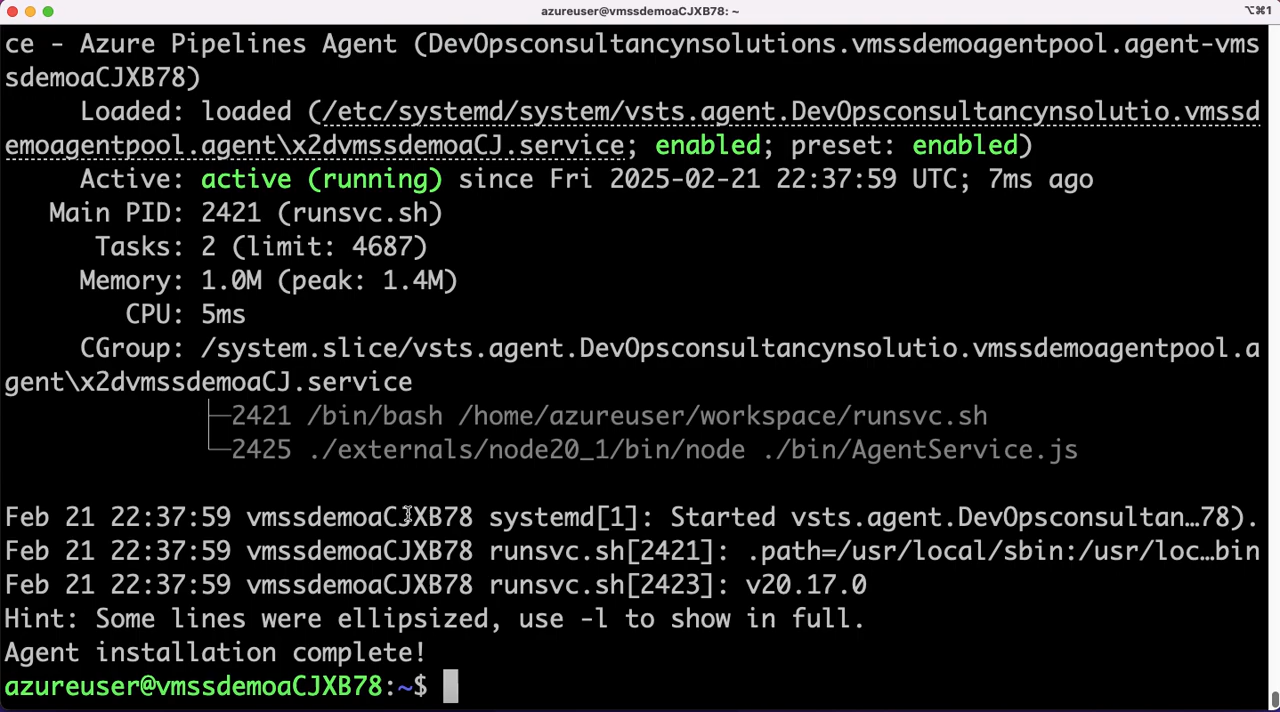 azureuser@vmssdemoaCJXB78: ~
⌥⌘1
ce - Azure Pipelines Agent (DevOpsconsultancynsolutions.vmssdemoagentpool.agent-vms
sdemoaCJXB78)
Loaded: loaded (/etc/systemd/system/vsts.agent.DevOpsconsultancynsolutio.vmssd
emoagentpool.agent\x2dvmssdemoaCJ.service; enabled; preset: enabled)
Active: active (running) since Fri 2025-02-21 22:37:59 UTC; 7ms ago
Main PID: 2421 (runsvc.sh)
Tasks: 2 (limit: 4687)
Memory: 1.0M (peak: 1.4M)
CPU: 5ms
CGroup: /system.slice/vsts.agent.DevOpsconsultancynsolutio.vmssdemoagentpool.a
gent\x2dvmssdemoaCJ.service
├─2421 /bin/bash /home/azureuser/workspace/runsvc.sh
└─2425 ./externals/node20_1/bin/node ./bin/AgentService.js
Feb 21 22:37:59 vmssdemoaCJXB78 systemd[1]: Started vsts.agent.DevOpsconsultan…78).
Feb 21 22:37:59 vmssdemoaCJXB78 runsvc.sh[2421]: .path=/usr/local/sbin:/usr/loc…bin
Feb 21 22:37:59 vmssdemoaCJXB78 runsvc.sh[2423]: v20.17.0
Hint: Some lines were ellipsized, use -l to show in full.
Agent installation complete!
azureuser@vmssdemoaCJXB78:~$